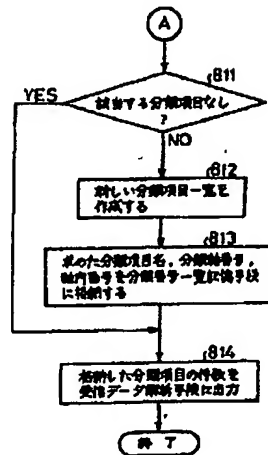 A
811
該当する分類項目なし
?
YES
NO
812
新しい分類項目一覧を
作成する
813
求めた分類項目名,分類番号,
を分類番号一覧記憶手段
に格納する
814
格納した分類項目の件数を
受信データ解析手段に出力
終了